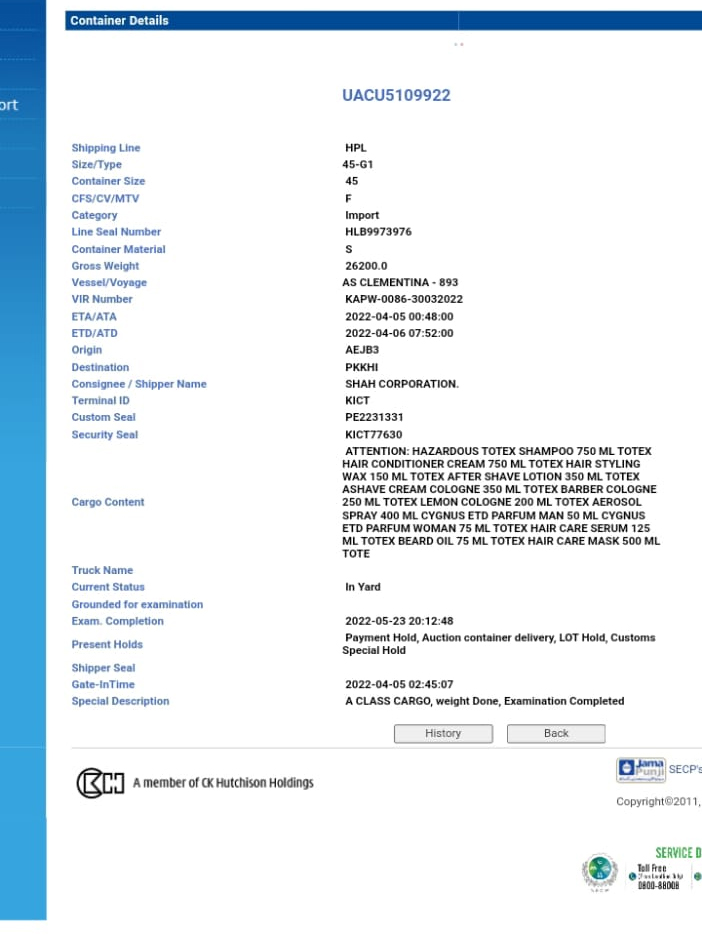 Container Details
ort
UACU5109922
Shipping Line HPL
Size/Type 45-G1
Container Size 45
CFS/CV/MTV F
Category Import
Line Seal Number HLB9973976
Container Material S
Gross Weight 26200.0
Vessel/Voyage AS CLEMENTINA - 893
VIR Number KAPW-0086-30032022
ETA/ATA 2022-04-05 00:48:00
ETD/ATD 2022-04-06 07:52:00
Origin AEJB3
Destination PKKHI
Consignee / Shipper Name SHAH CORPORATION.
Terminal ID KICT
Custom Seal PE2231331
Security Seal KICT77630
Cargo Content
ATTENTION: HAZARDOUS TOTEX SHAMPOO 750 ML TOTEX
HAIR CONDITIONER CREAM 750 ML TOTEX HAIR STYLING
WAX 150 ML TOTEX AFTER SHAVE LOTION 350 ML TOTEX
ASHAVE CREAM COLOGNE 350 ML TOTEX BARBER COLOGNE
250 ML TOTEX LEMON COLOGNE 200 ML TOTEX AEROSOL
SPRAY 400 ML CYGNUS ETD PARFUM MAN 50 ML CYGNUS
ETD PARFUM WOMAN 75 ML TOTEX HAIR CARE SERUM 125
ML TOTEX BEARD OIL 75 ML TOTEX HAIR CARE MASK 500 ML
TOTE
Truck Name
Current Status In Yard
Grounded for examination
Exam. Completion 2022-05-23 20:12:48
Present Holds
Payment Hold, Auction container delivery, LOT Hold, Customs
Special Hold
Shipper Seal
Gate-InTime 2022-04-05 02:45:07
Special Description A CLASS CARGO, weight Done, Examination Completed
History Back
A member of CK Hutchison Holdings
Jama
Punji
SECP's
Copyright©2011,
SERVICE D
Toll Free
0800-88008